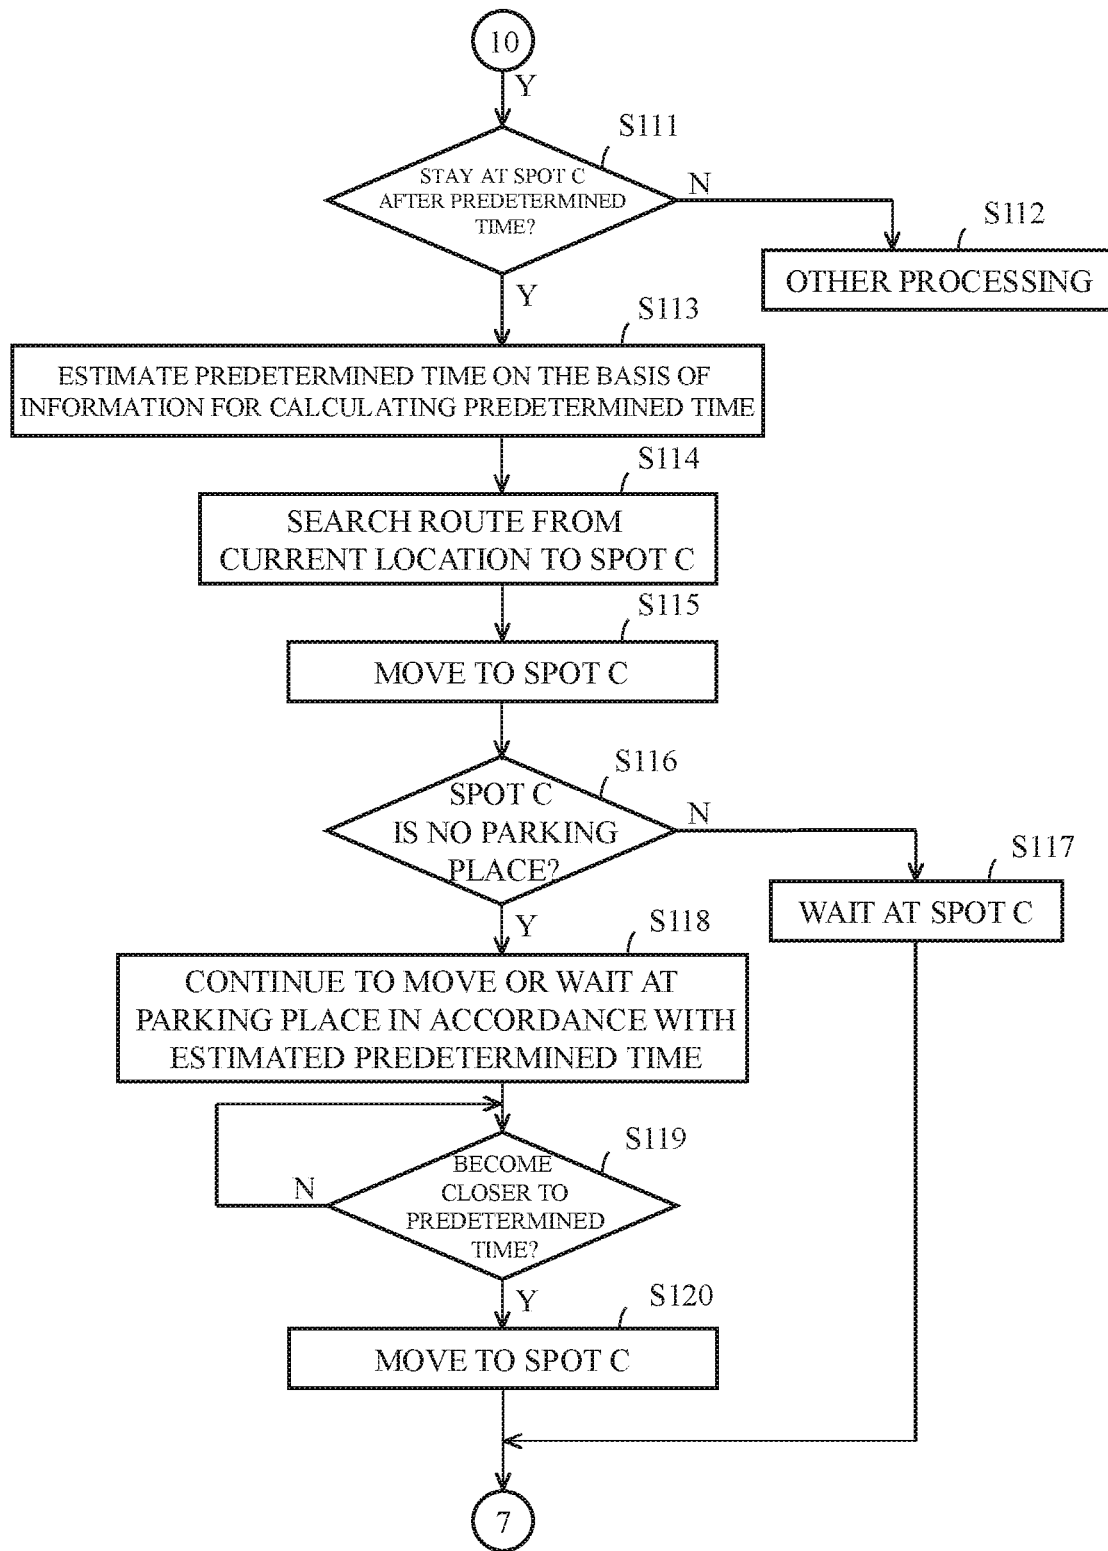 10
Y
S111
STAY AT SPOT C
AFTER PREDETERMINED
TIME?
N
S112
OTHER PROCESSING
Y
S113
ESTIMATE PREDETERMINED TIME ON THE BASIS OF
INFORMATION FOR CALCULATING PREDETERMINED TIME
S114
SEARCH ROUTE FROM
CURRENT LOCATION TO SPOT C
S115
MOVE TO SPOT C
S116
SPOT C
IS NO PARKING
PLACE?
N
S117
WAIT AT SPOT C
Y
S118
CONTINUE TO MOVE OR WAIT AT
PARKING PLACE IN ACCORDANCE WITH
ESTIMATED PREDETERMINED TIME
S119
BECOME
CLOSER TO
PREDETERMINED
TIME?
N
Y
S120
MOVE TO SPOT C
7